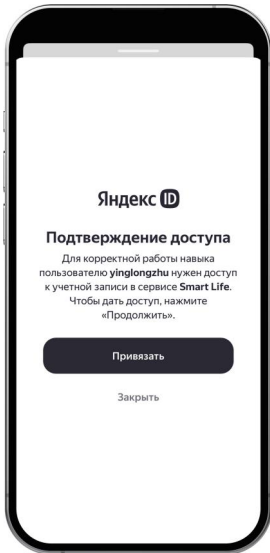 Яндекс ID
Подтверждение доступа
Для корректной работы навыка
пользователю yinglongzhu нужен доступ
к учетной записи в сервисе Smart Life.
Чтобы дать доступ, нажмите
«Продолжить».
Привязать
Закрыть